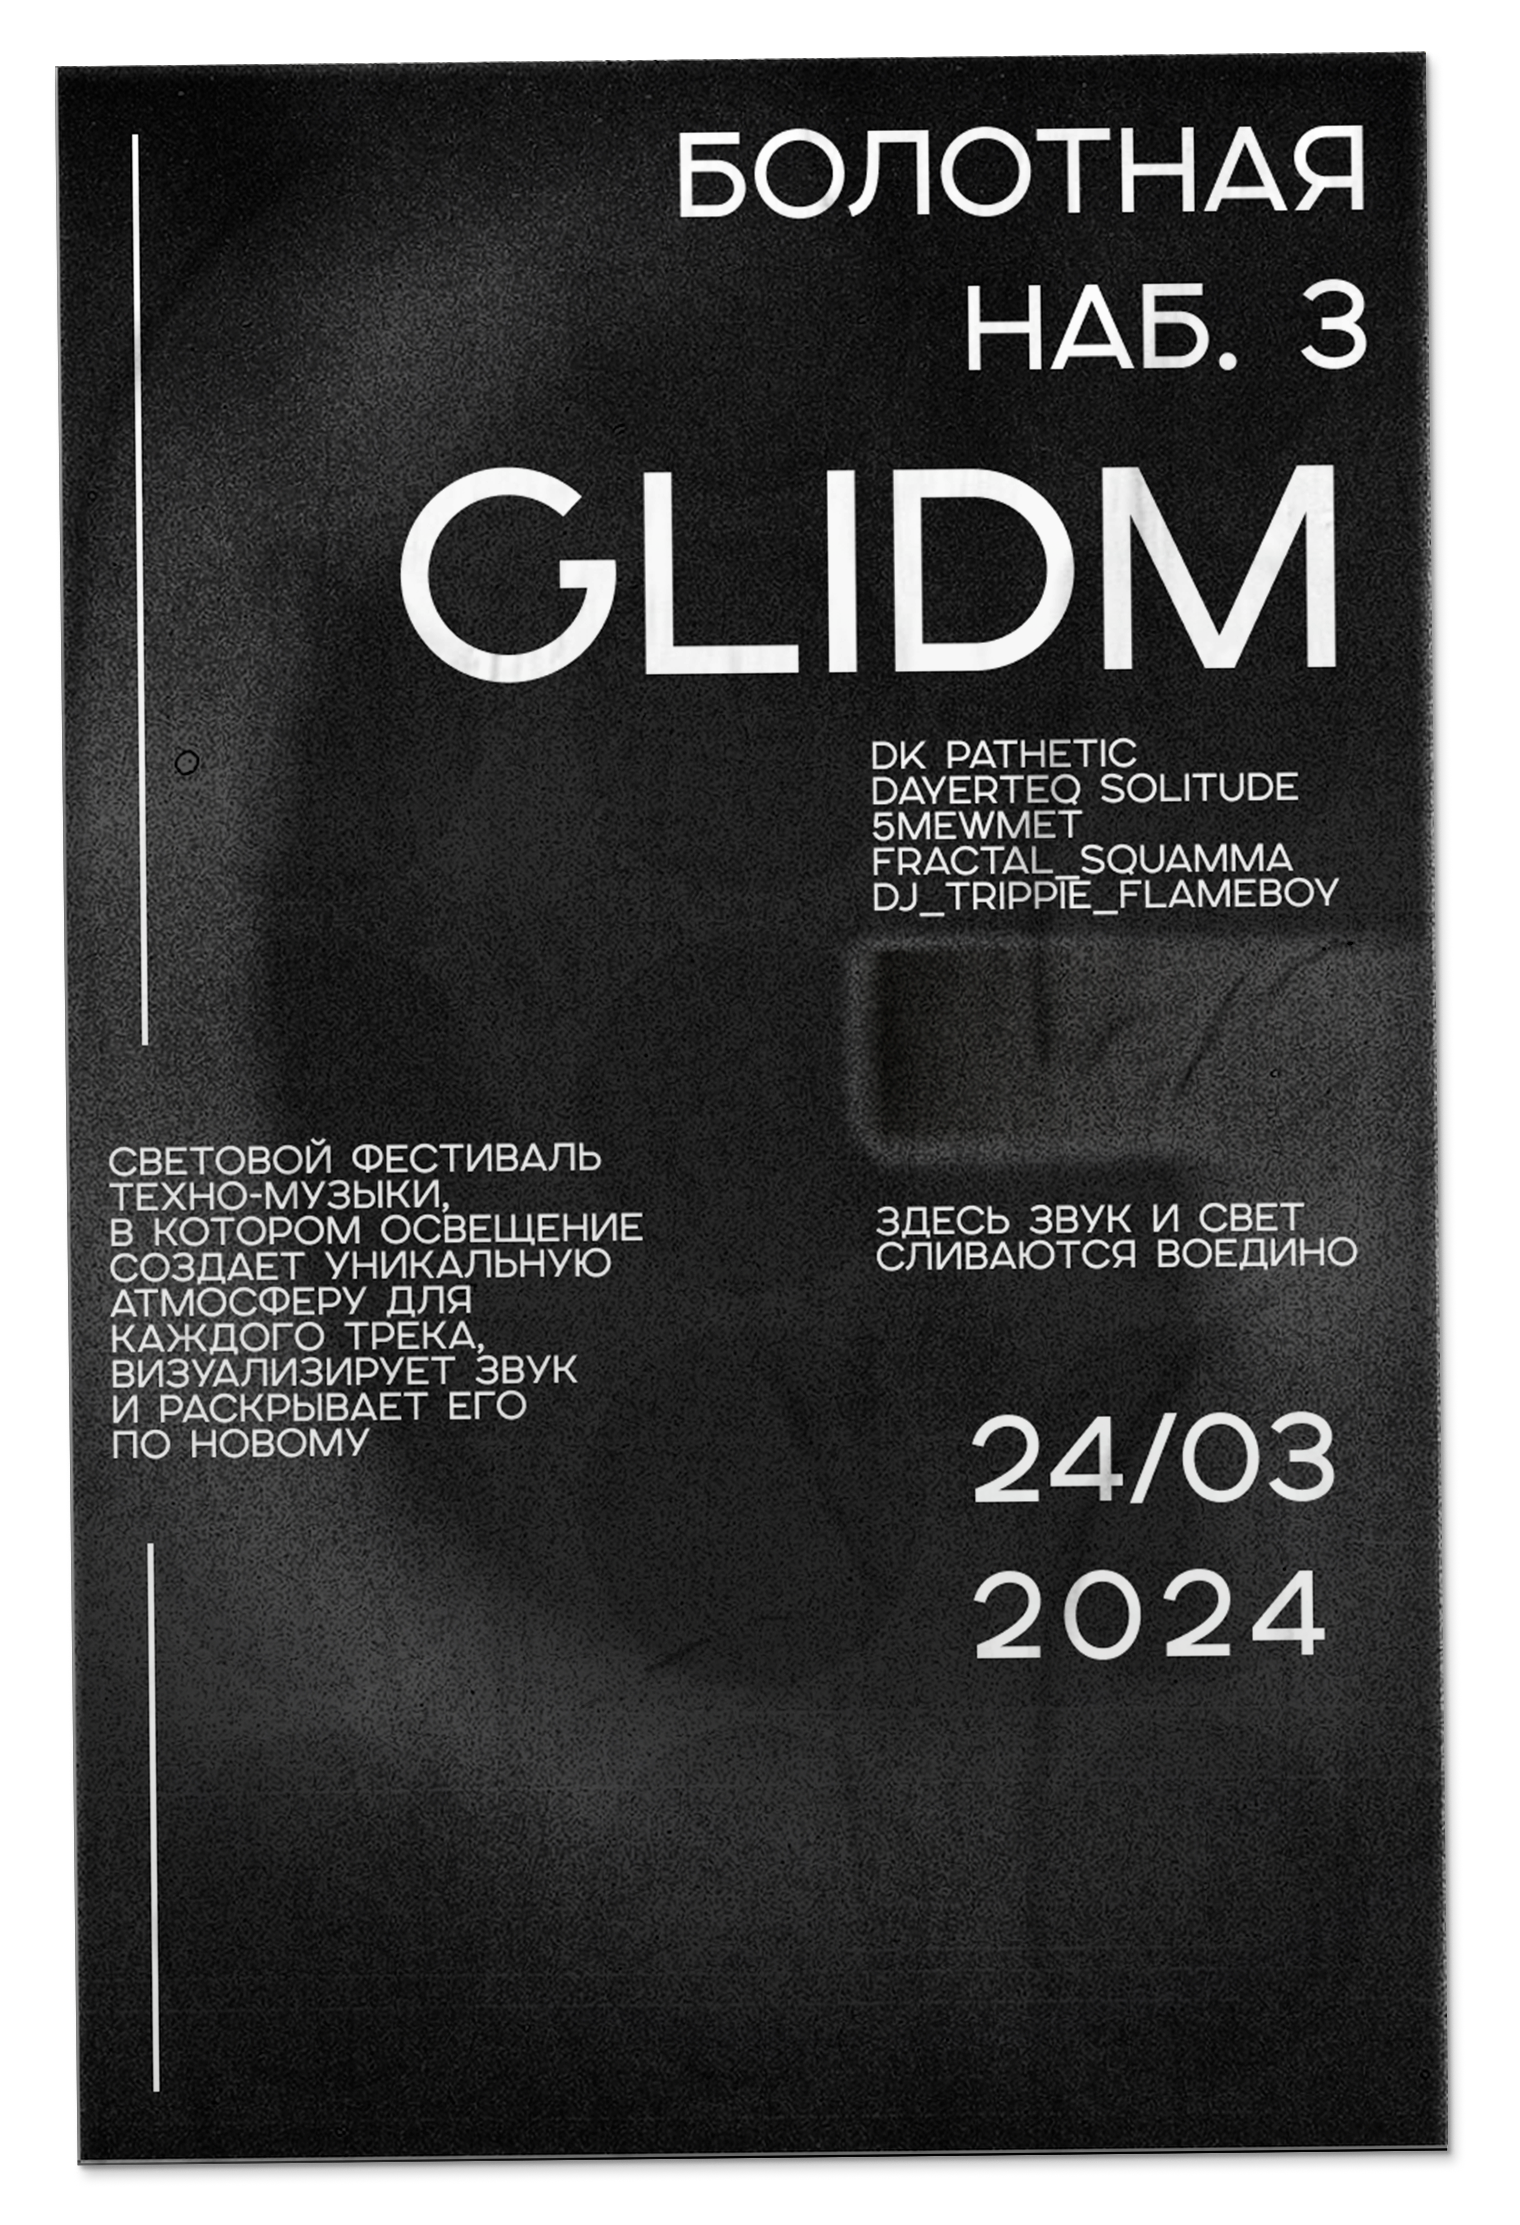 БОЛОТНАЯ
НАБ. 3
GLIDM
DK PATHETIC
DAYERTEQ SOLITUDE
5MEWMET
FRACTAL_SQUAMMA
DJ_TRIPPIE_FLAMEBOY
СВЕТОВОЙ ФЕСТИВАЛЬ
ТЕХНО-МУЗЫКИ,
В КОТОРОМ ОСВЕЩЕНИЕ
СОЗДАЕТ УНИКАЛЬНУЮ
АТМОСФЕРУ ДЛЯ
КАЖДОГО ТРЕКА,
ВИЗУАЛИЗИРУЕТ ЗВУК
И РАСКРЫВАЕТ ЕГО
ПО НОВОМУ
ЗДЕСЬ ЗВУК И СВЕТ
СЛИВАЮТСЯ ВОЕДИНО
24/03
2024